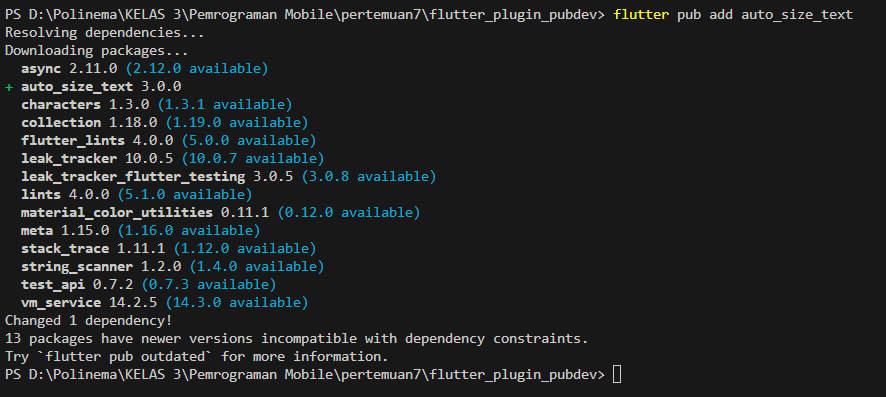 PS D:\Polinema\KELAS 3\Pemrograman Mobile\pertemuan7\flutter_plugin_pubdev> flutter pub add auto_size_text
Resolving dependencies...
Downloading packages...
  async 2.11.0 (2.12.0 available)
+ auto_size_text 3.0.0
  characters 1.3.0 (1.3.1 available)
  collection 1.18.0 (1.19.0 available)
  flutter_lints 4.0.0 (5.0.0 available)
  leak_tracker 10.0.5 (10.0.7 available)
  leak_tracker_flutter_testing 3.0.5 (3.0.8 available)
  lints 4.0.0 (5.1.0 available)
  material_color_utilities 0.11.1 (0.12.0 available)
  meta 1.15.0 (1.16.0 available)
  stack_trace 1.11.1 (1.12.0 available)
  string_scanner 1.2.0 (1.4.0 available)
  test_api 0.7.2 (0.7.3 available)
  vm_service 14.2.5 (14.3.0 available)
Changed 1 dependency!
13 packages have newer versions incompatible with dependency constraints.
Try `flutter pub outdated` for more information.
PS D:\Polinema\KELAS 3\Pemrograman Mobile\pertemuan7\flutter_plugin_pubdev>